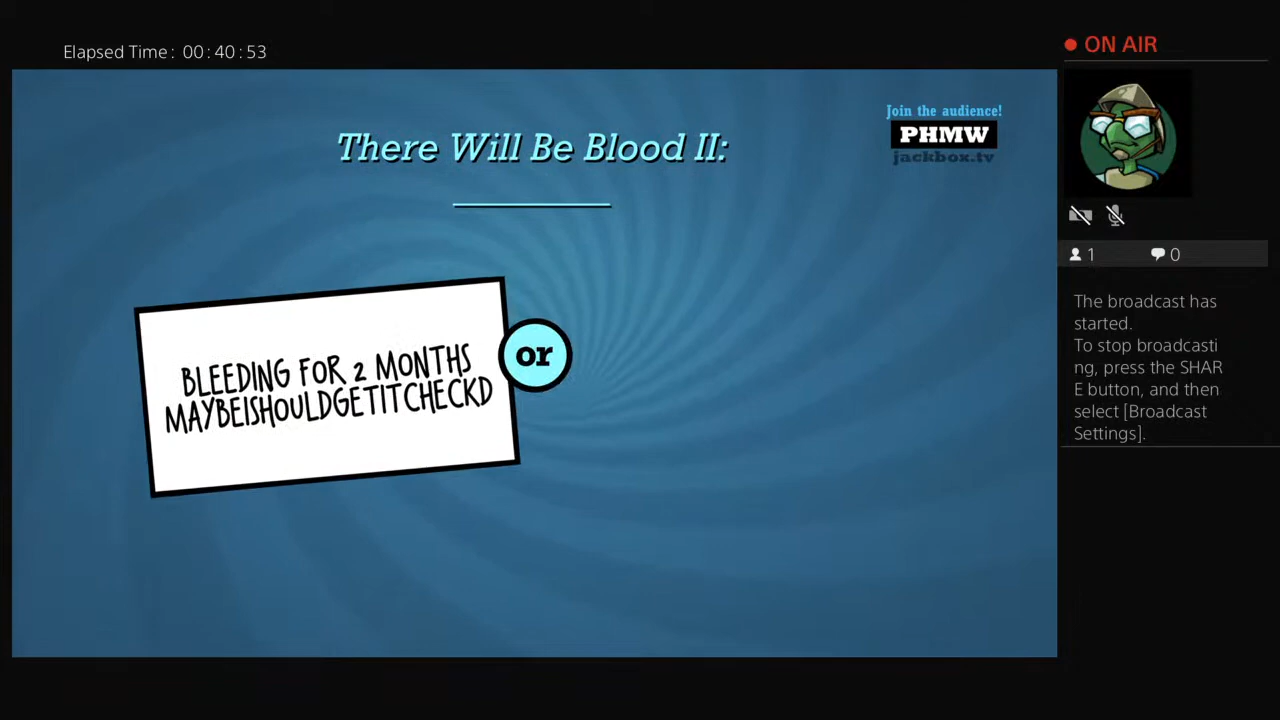 Elapsed Time: 00:40:53
ON AIR
Join the audience!
PHMW
jackbox.tv
There Will Be Blood II:
BLEEDING FOR 2 MONTHS
MAYBEISHOULDGETITCHECKD
or
1
0
The broadcast has
started.
To stop broadcasti
ng, press the SHAR
E button, and then
select [Broadcast
Settings].